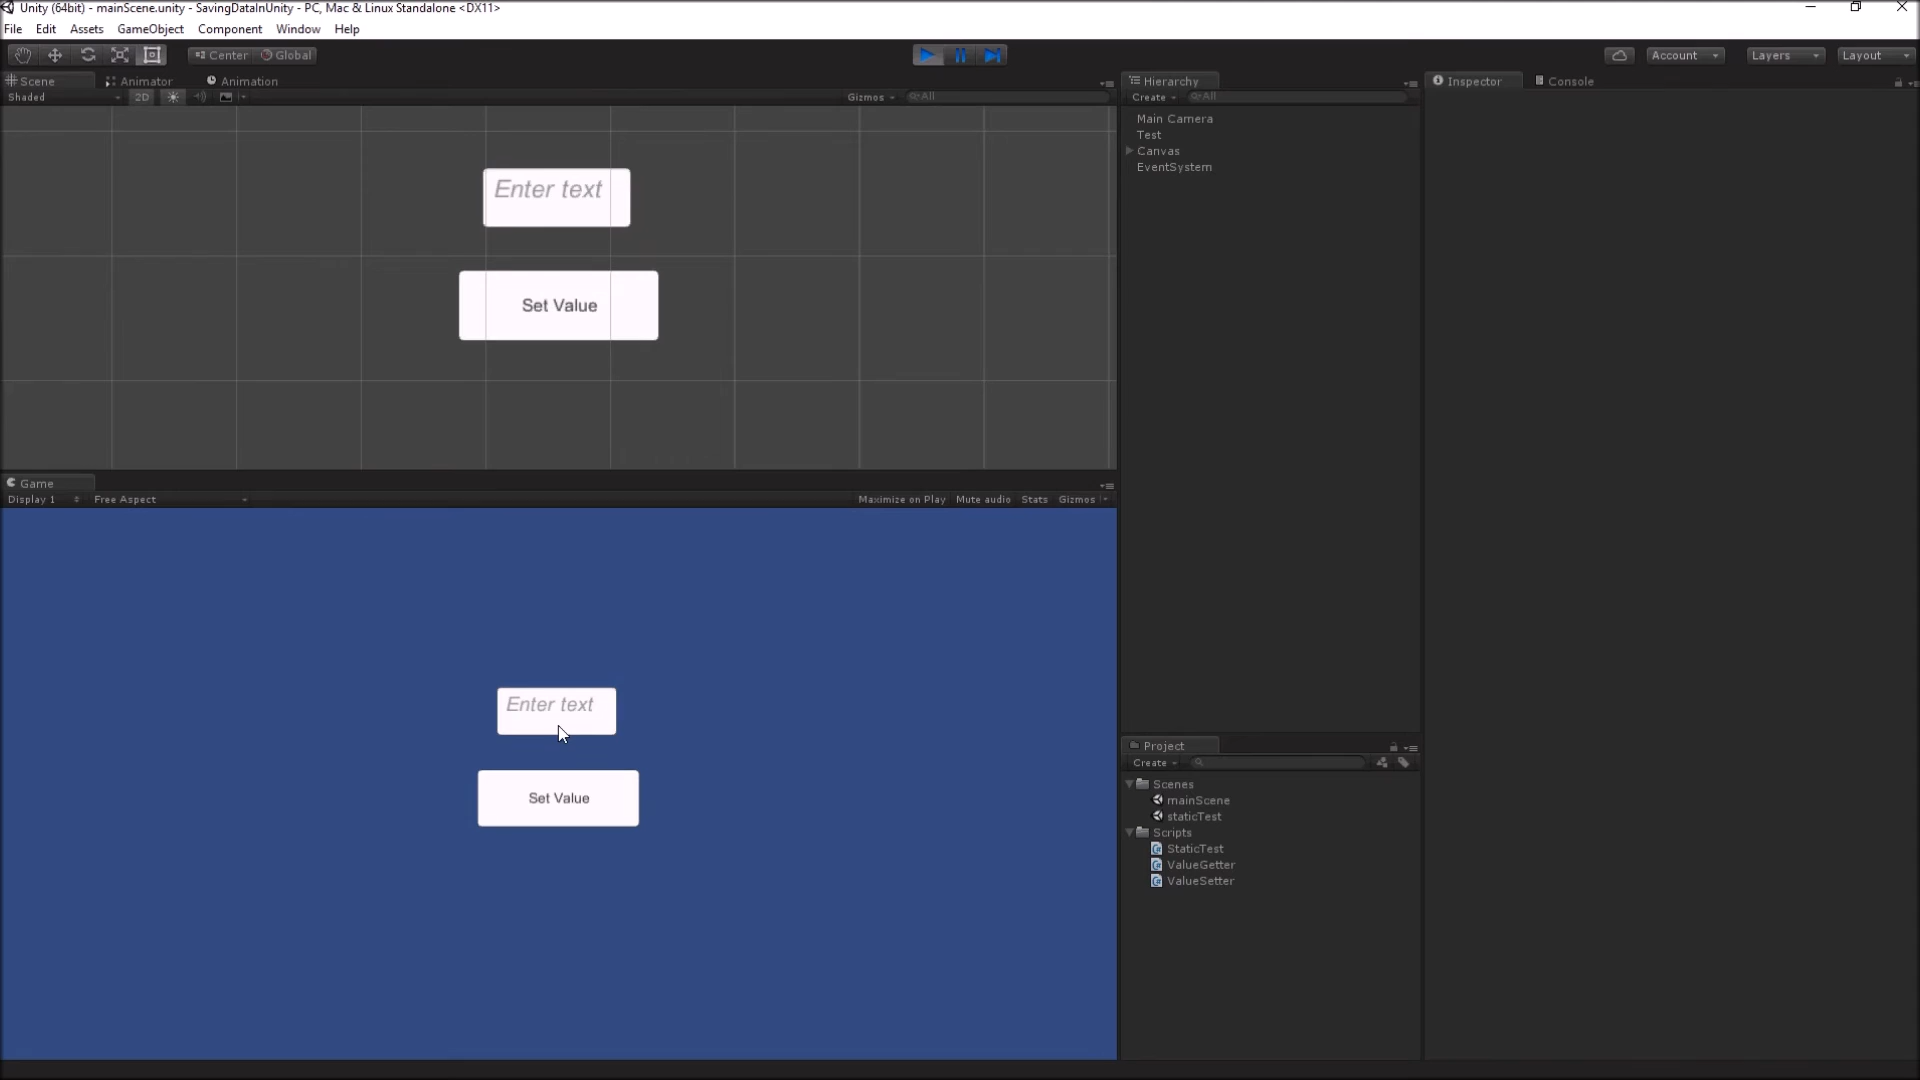 Unity (64bit) - mainScene.unity - SavingDataInUnity - PC, Mac & Linux Standalone <DX11>
File Edit Assets GameObject Component Window Help
Center Global Account Layers Layout
Scene Animator Animation Hierarchy Inspector Console
Shaded 2D Gizmos All Create All
Main Camera
Test
Canvas
EventSystem
Enter text
Set Value
Game
Display 1 Free Aspect Maximize on Play Mute audio Stats Gizmos
Enter text
Set Value
Project
Create
Scenes
mainScene
staticTest
Scripts
StaticTest
ValueGetter
ValueSetter